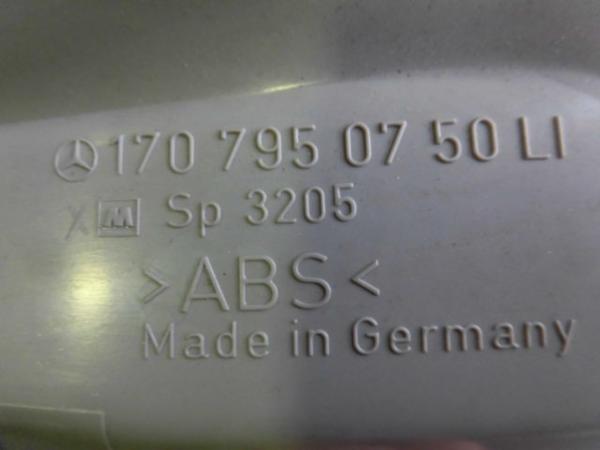 170 795 07 50 LI
M Sp 3205
>ABS<
Made in Germany